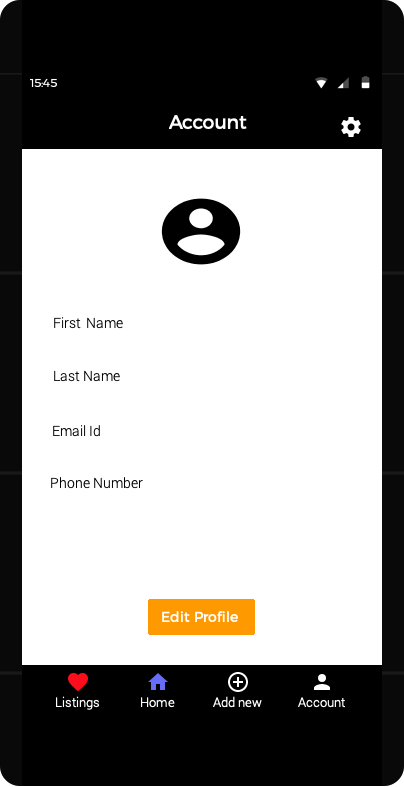 15:45
Account
First Name
Last Name
Email Id
Phone Number
Edit Profile
Listings Home Add new Account